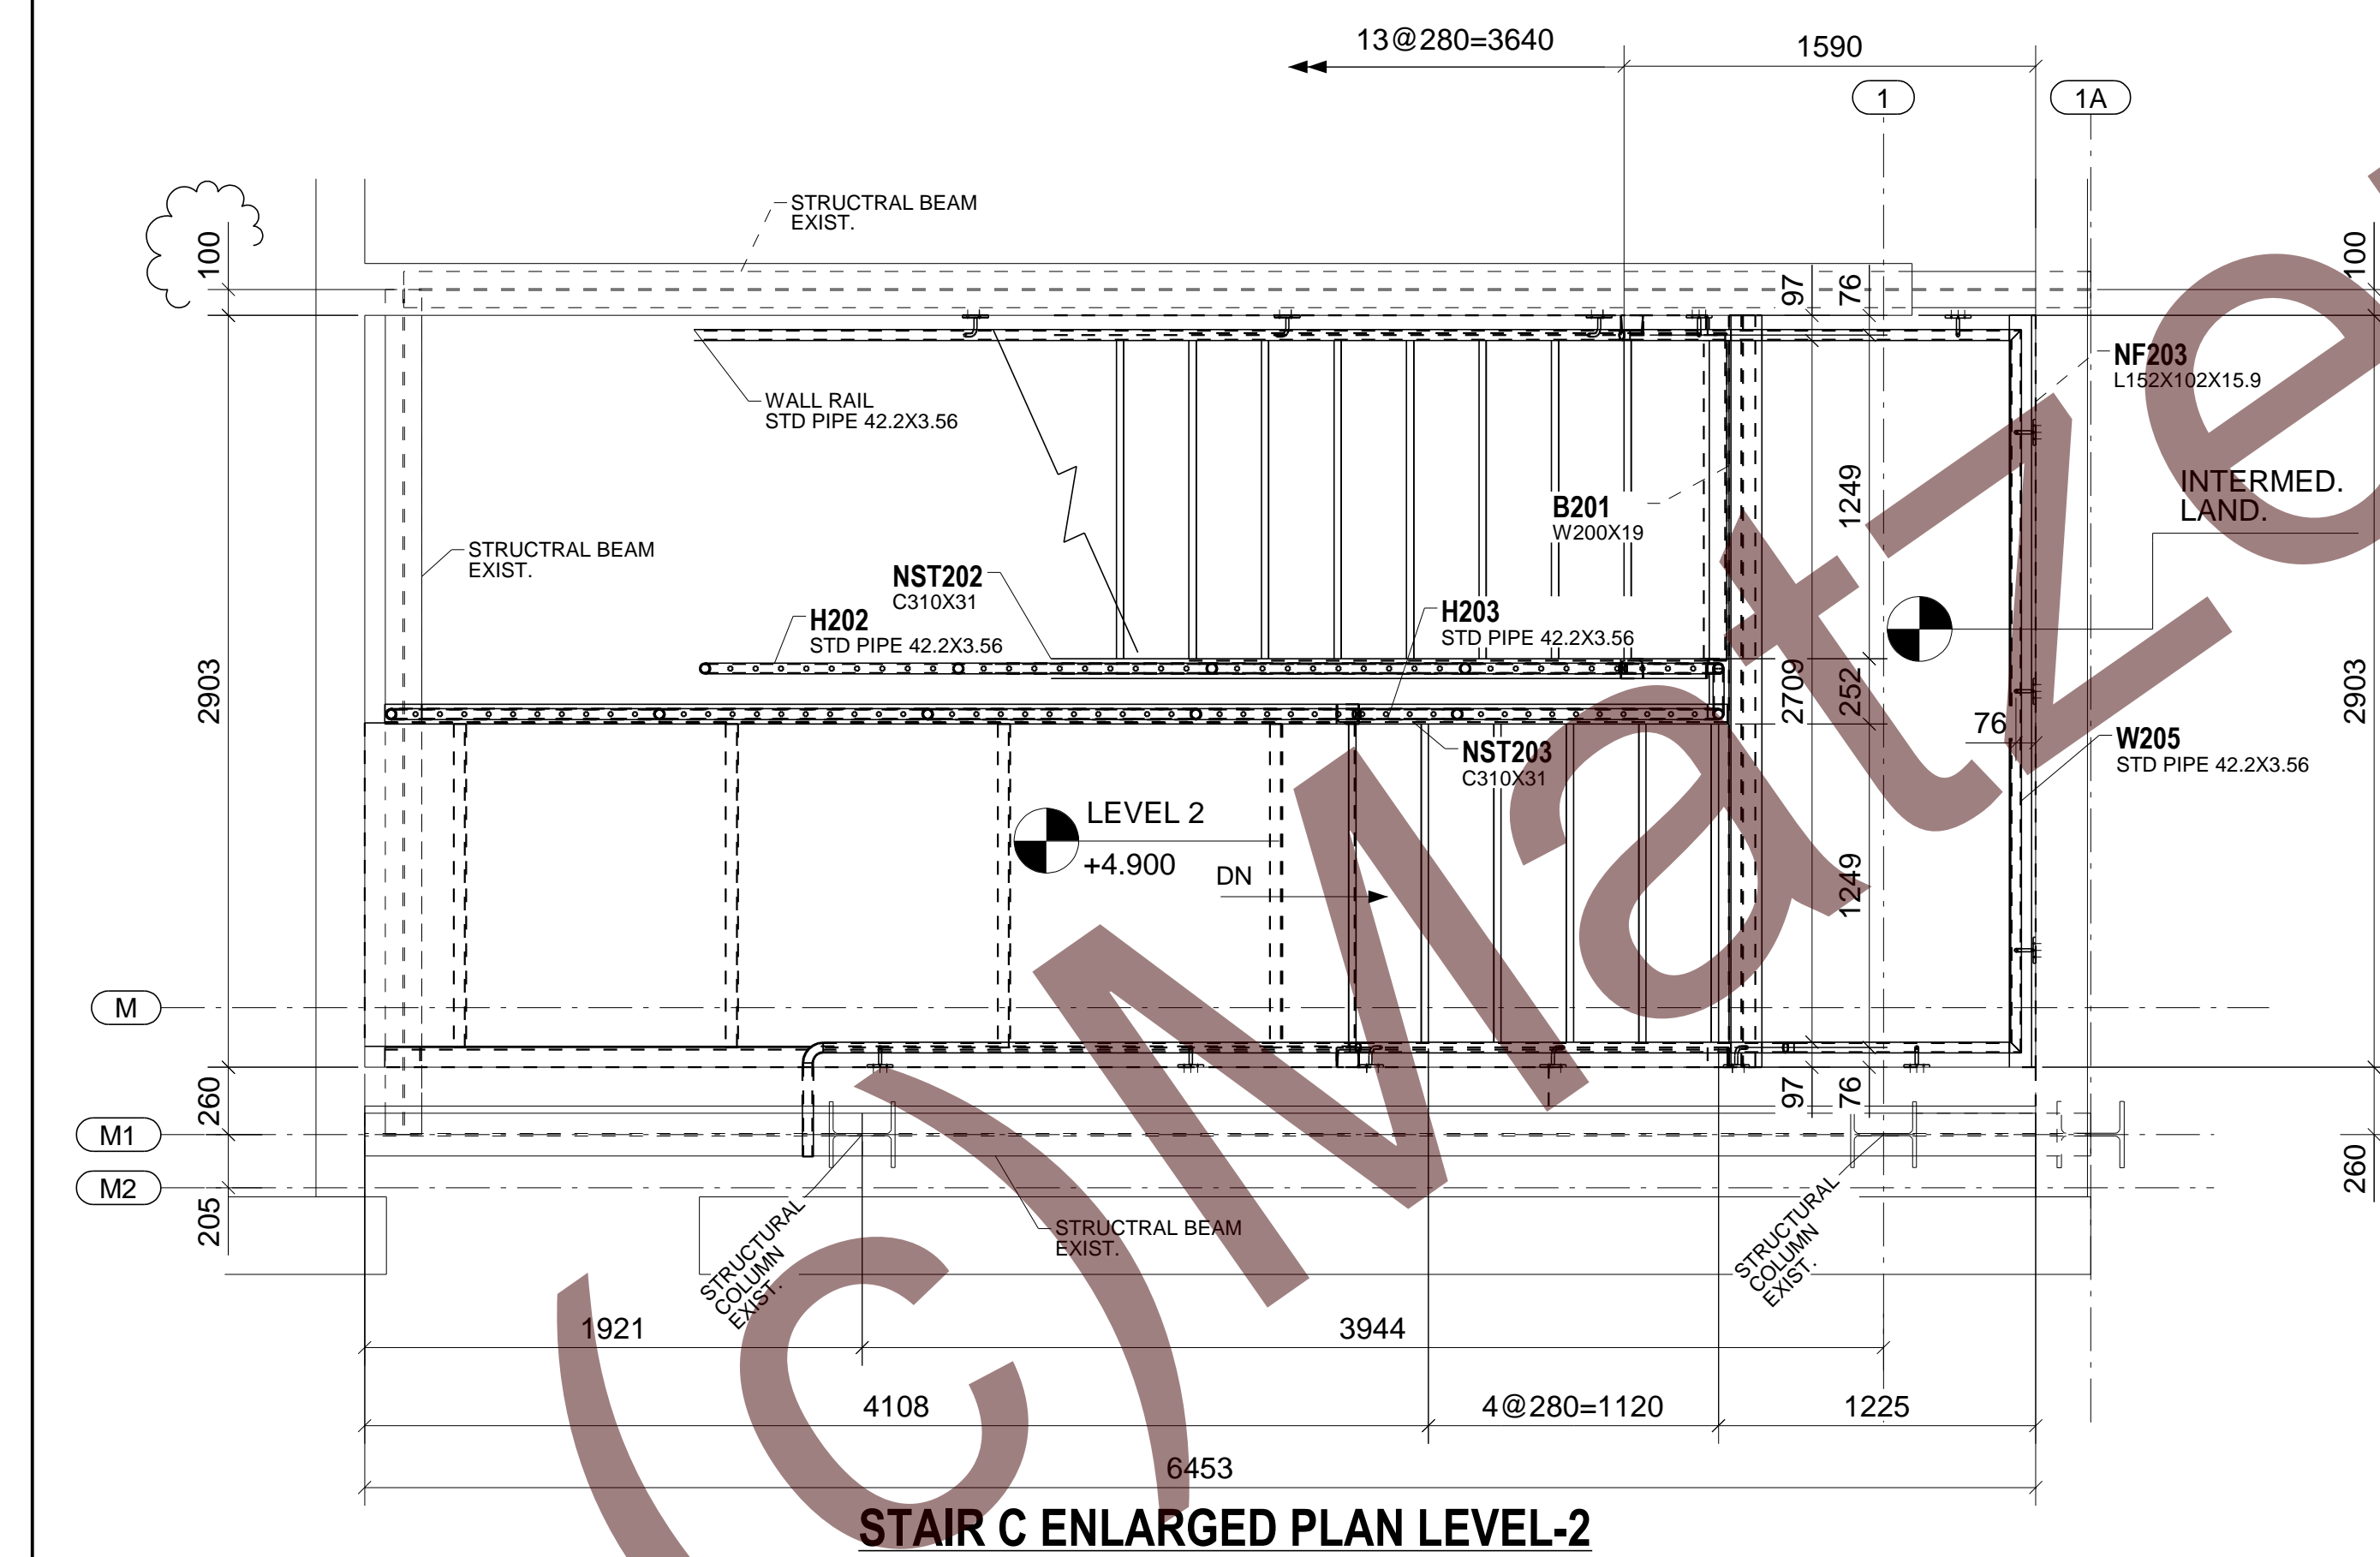 13@280=3640
1590
1
1A
STRUCTRAL BEAM
EXIST.
100
97
76
100
NF203
L152X102X15.9
WALL RAIL
STD PIPE 42.2X3.56
INTERMED.
LAND.
B201
W200X19
1249
STRUCTRAL BEAM
EXIST.
NST202
C310X31
H202
STD PIPE 42.2X3.56
H203
STD PIPE 42.2X3.56
2903
2709
252
2903
76
W205
STD PIPE 42.2X3.56
NST203
C310X31
LEVEL 2
+4.900
DN
1249
M
260
97
76
M1
M2
205
260
STRUCTURAL
COLUMN
EXIST.
STRUCTRAL BEAM
EXIST.
STRUCTURAL
COLUMN
EXIST.
1921
3944
4108
4@280=1120
1225
6453
STAIR C ENLARGED PLAN LEVEL-2
(c)Matze